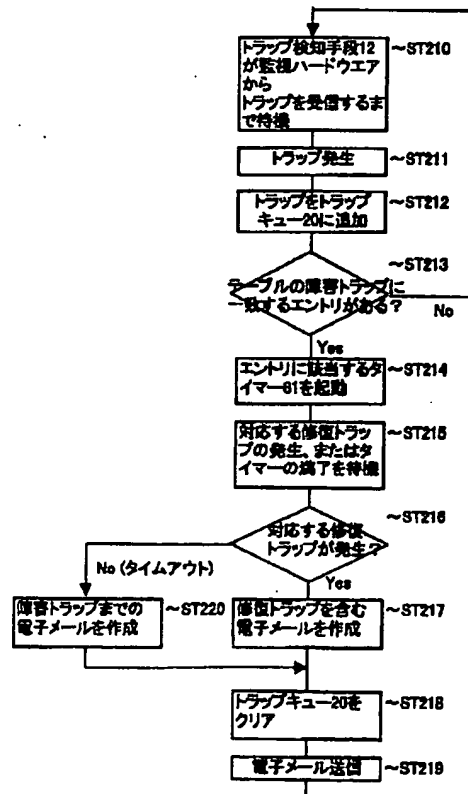 トラップ検知手段12
が監視ハードウエア
から
トラップを受信するま
で待機
~ST210
トラップ発生
~ST211
トラップをトラップ
キュー20に追加
~ST212
~ST213
テーブルの障害トラップに
一致するエントリがある?
No
Yes
エントリに該当するタ
イマー61を起動
~ST214
対応する修復トラッ
プの発生、またはタ
イマーの満了を待機
~ST215
~ST216
対応する修復
トラップが発生?
No (タイムアウト)
Yes
障害トラップまでの
電子メールを作成
~ST220
修復トラップを含む
電子メールを作成
~ST217
トラップキュー20を
クリア
~ST218
電子メール送信
~ST219